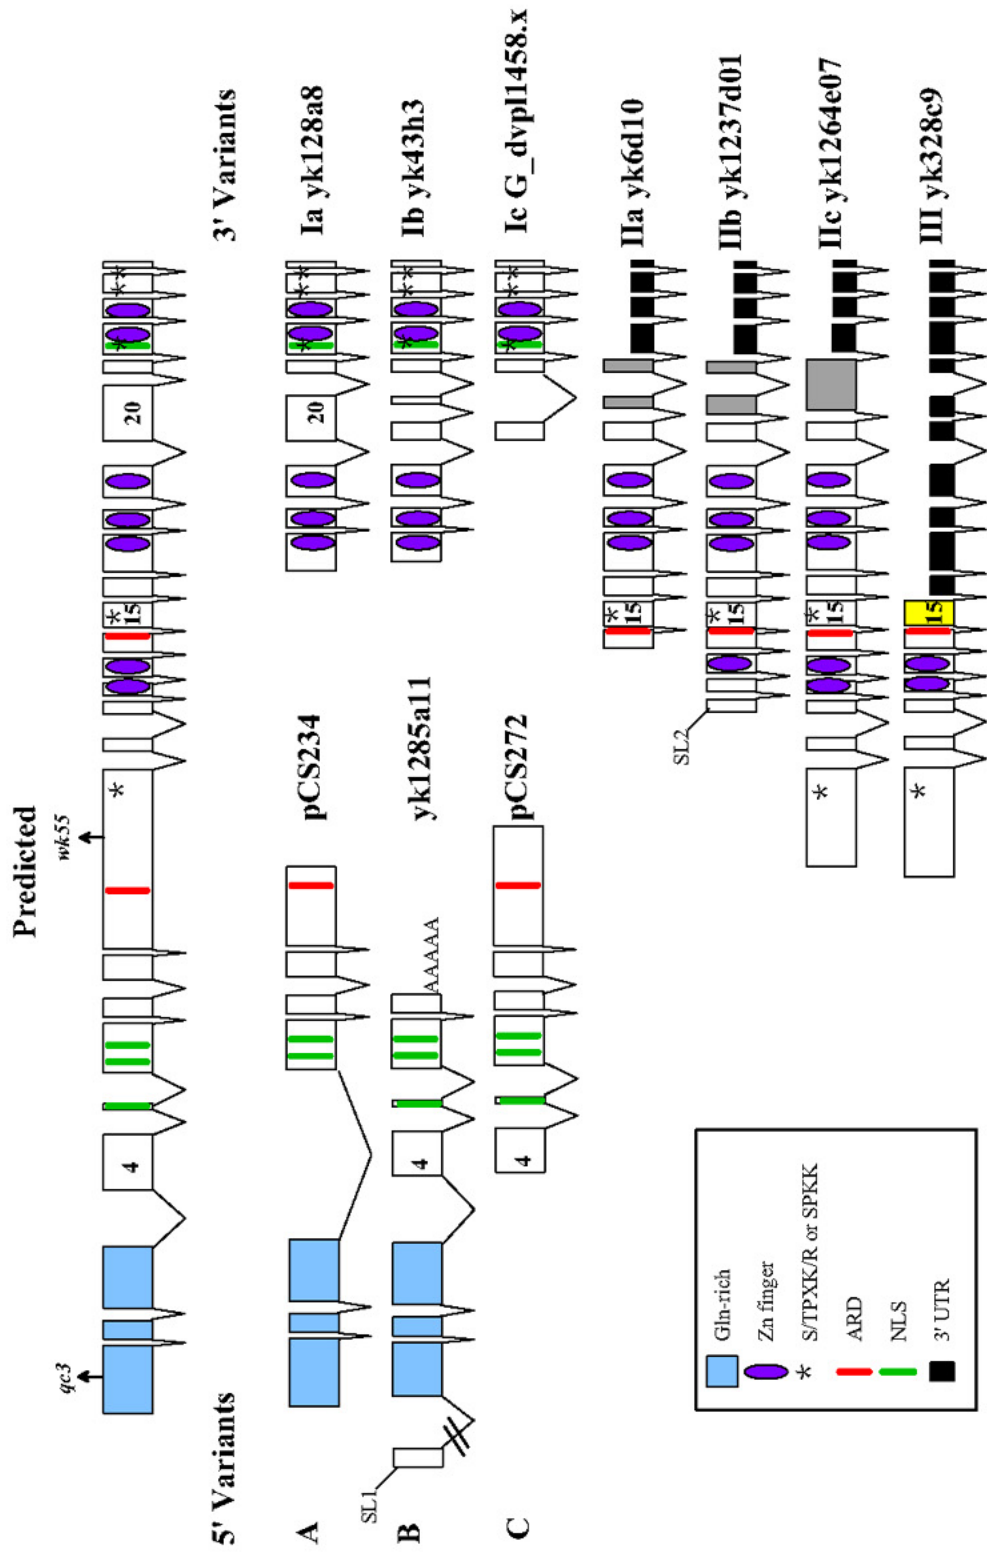 Predicted
qc3
wk55
4
*
* 15
20
*
**
5' Variants
3' Variants
A
pCS234
20
*
**
Ia yk128a8
SL1
B
4
AAAAA
yk1285a11
*
**
Ib yk43h3
C
4
pCS272
*
**
Ic G_dvpl1458.x
* 15
IIa yk6d10
SL2
* 15
IIb yk1237d01
*
* 15
IIc yk1264e07
*
15
III yk328c9
Gln-rich
Zn finger
* S/TPXK/R or SPKK
ARD
NLS
3' UTR